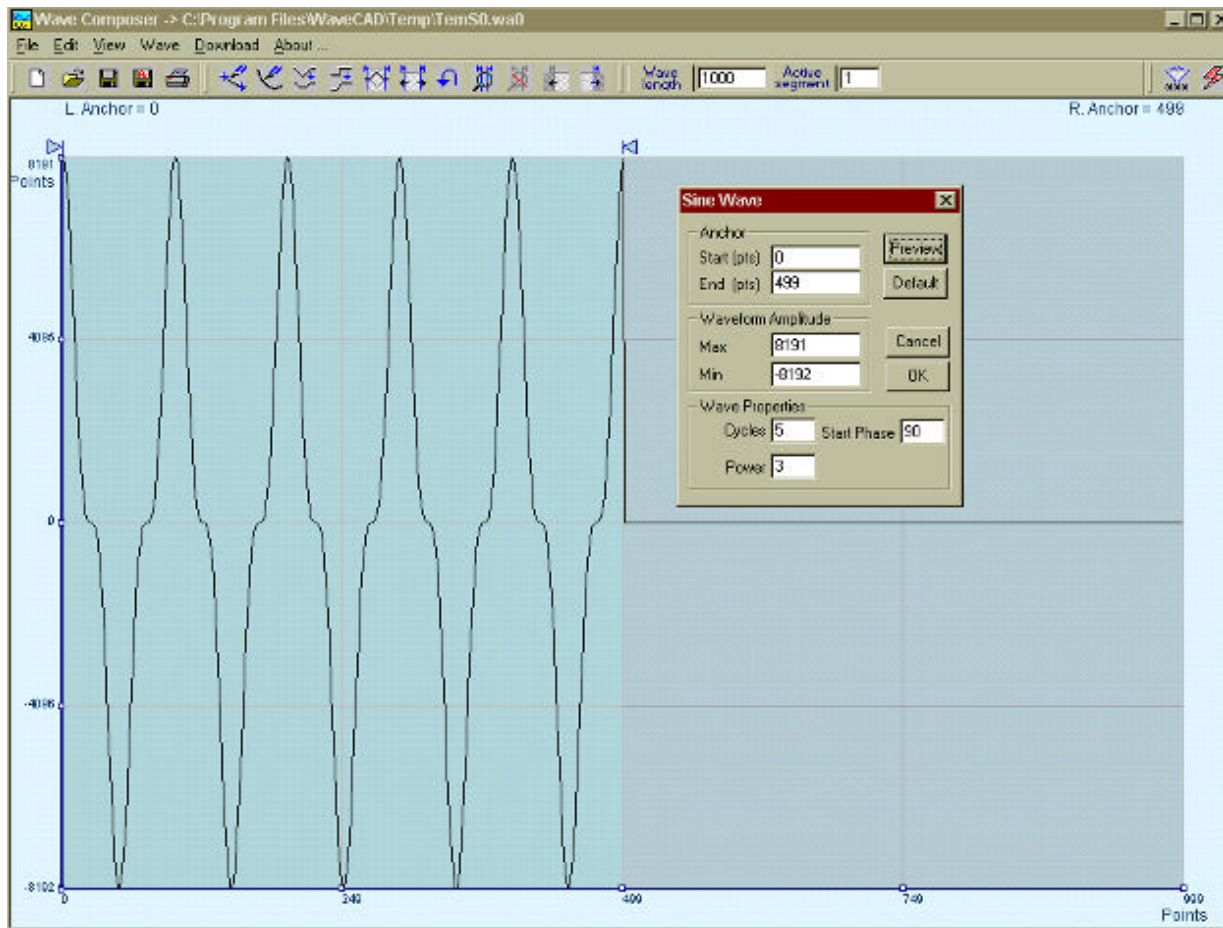 Wave Composer -> C:\Program Files\WaveCAD\Temp\TemS0.wa0
File Edit View Wave Download About ...
Wave length 1000 Active segment 1
L. Anchor = 0
R. Anchor = 499
8191
Points
4095
0
-4096
-8192
0
249
499
749
999
Points
Sine Wave
Anchor
Start (pts) 0
End (pts) 499
Preview
Default
Waveform Amplitude
Max 8191
Min -8192
Cancel
OK
Wave Properties
Cycles 5 Start Phase 90
Power 3